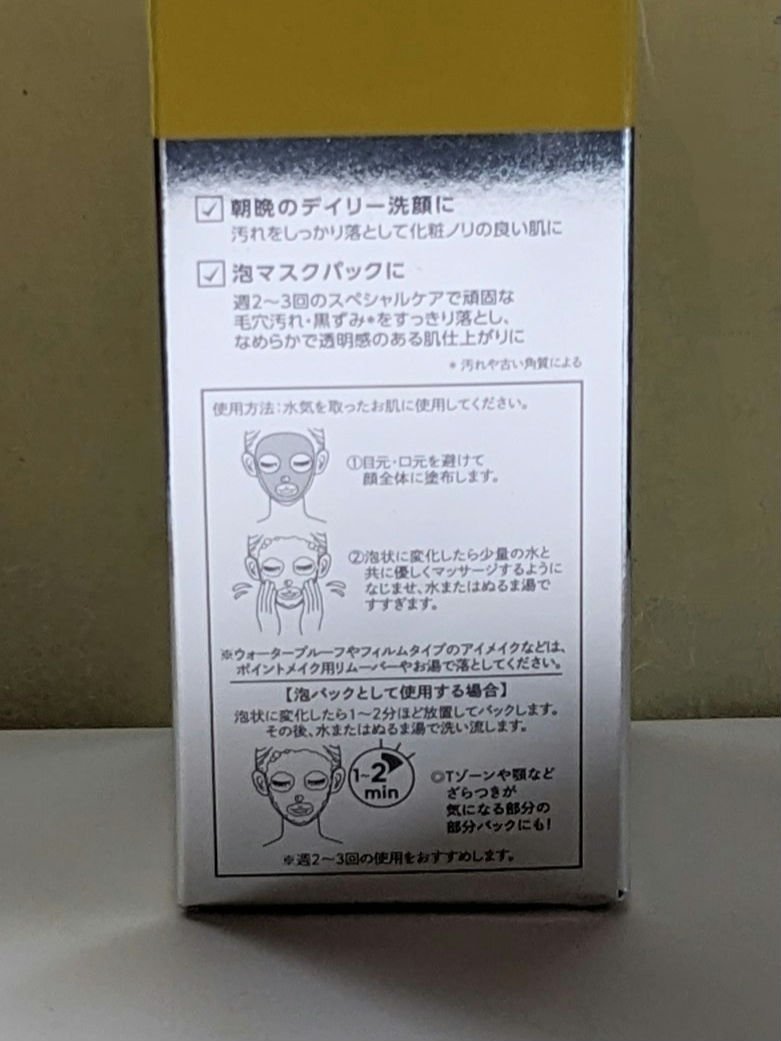 朝晩のデイリー洗顔に
汚れをしっかり落として化粧ノリの良い肌に
泡マスクパックに
週2〜3回のスペシャルケアで頑固な
毛穴汚れ・黒ずみ*をすっきり落とし、
なめらかで透明感のある肌仕上がりに
* 汚れや古い角質による
使用方法:水気を取ったお肌に使用してください。
①目元・口元を避けて
顔全体に塗布します。
②泡状に変化したら少量の水と
共に優しくマッサージするように
なじませ、水またはぬるま湯で
すすぎます。
※ウォータープルーフやフィルムタイプのアイメイクなどは、
ポイントメイク用リムーバーやお湯で落としてください。
【泡パックとして使用する場合】
泡状に変化したら1〜2分ほど放置してパックします。
その後、水またはぬるま湯で洗い流します。
1~2
min
◎Tゾーンや顎など
ざらつきが
気になる部分の
部分パックにも!
※週2〜3回の使用をおすすめします。